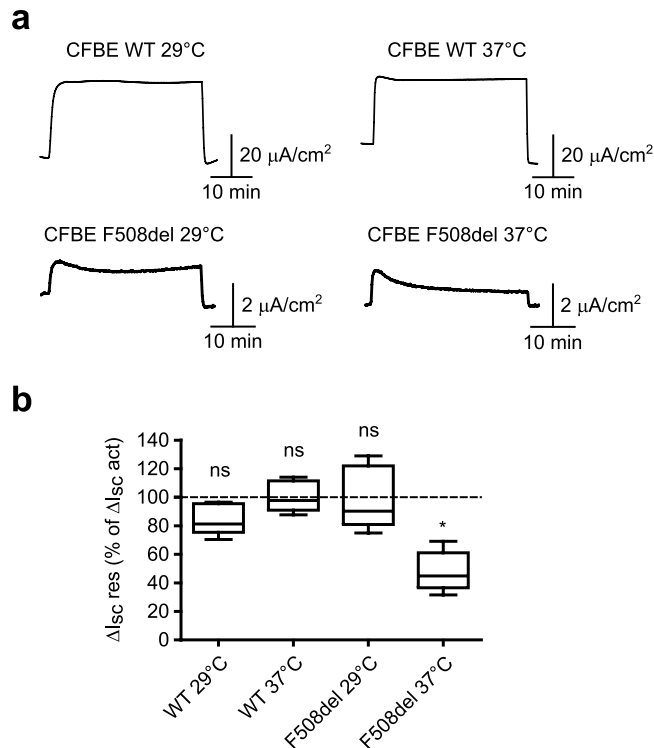 a
CFBE WT 29°C
CFBE WT 37°C
20 μA/cm²
10 min
20 μA/cm²
10 min
CFBE F508del 29°C
CFBE F508del 37°C
2 μA/cm²
10 min
2 μA/cm²
10 min
b
ΔISC res (% of ΔISC act)
140
120
100
80
60
40
20
0
ns
ns
ns
*
WT 29°C
WT 37°C
F508del 29°C
F508del 37°C